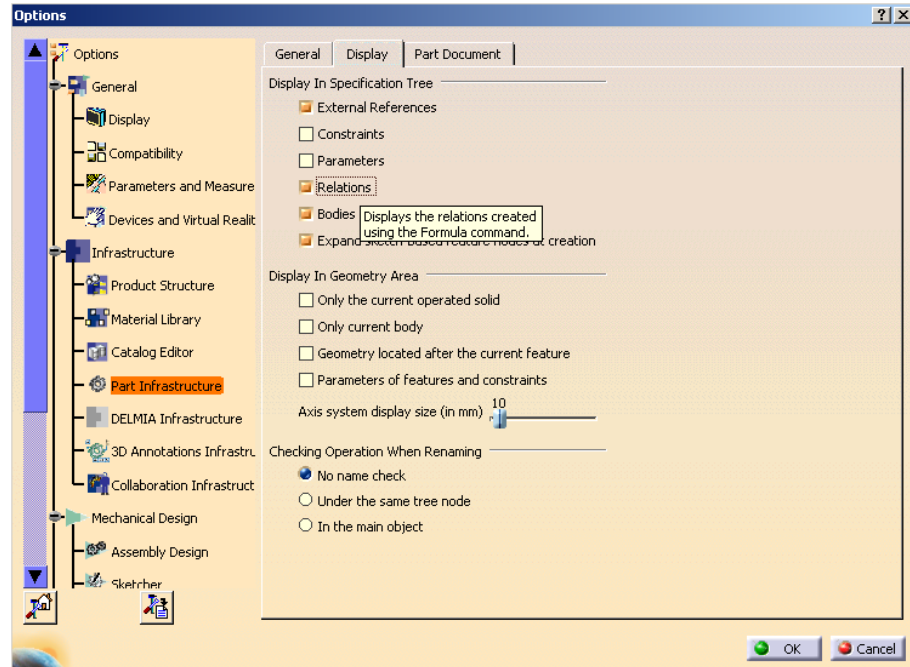 Options
Options
General
Display
Compatibility
Parameters and Measure
Devices and Virtual Realit
Infrastructure
Product Structure
Material Library
Catalog Editor
Part Infrastructure
DELMIA Infrastructure
3D Annotations Infrastru
Collaboration Infrastruct
Mechanical Design
Assembly Design
Sketcher
General Display Part Document
Display In Specification Tree
External References
Constraints
Parameters
Relations
Bodies
Displays the relations created
using the Formula command.
Expand sketch based feature nodes at creation
Display In Geometry Area
Only the current operated solid
Only current body
Geometry located after the current feature
Parameters of features and constraints
Axis system display size (in mm) 10
Checking Operation When Renaming
No name check
Under the same tree node
In the main object
OK Cancel